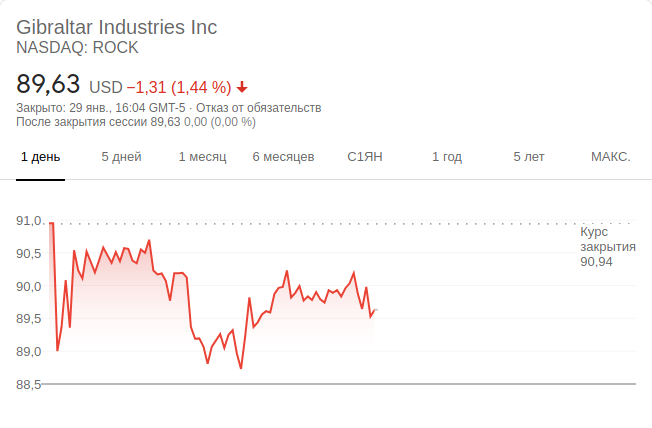 Gibraltar Industries Inc
NASDAQ: ROCK
89,63 USD −1,31 (1,44 %)
Закрыто: 29 янв., 16:04 GMT-5 · Отказ от обязательств
После закрытия сессии 89,63 0,00 (0,00 %)
1 день 5 дней 1 месяц 6 месяцев С1ЯН 1 год 5 лет МАКС.
91,0
90,5
90,0
89,5
89,0
88,5
Курс
закрытия
90,94